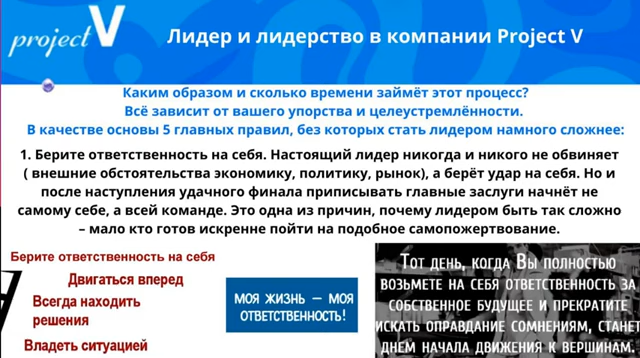 project V
Лидер и лидерство в компании Project V
Каким образом и сколько времени займёт этот процесс?
Всё зависит от вашего упорства и целеустремлённости.
В качестве основы 5 главных правил, без которых стать лидером намного сложнее:
1. Берите ответственность на себя. Настоящий лидер никогда и никого не обвиняет
( внешние обстоятельства экономику, политику, рынок), а берёт удар на себя. Но и
после наступления удачного финала приписывать главные заслуги начнёт не
самому себе, а всей команде. Это одна из причин, почему лидером быть так сложно
– мало кто готов искренне пойти на подобное самопожертвование.
Берите ответственность на себя
Двигаться вперед
Всегда находить
решения
Владеть ситуацией
МОЯ ЖИЗНЬ — МОЯ
ОТВЕТСТВЕННОСТЬ!
Тот день, когда Вы полностью
возьмете на себя ответственность за
собственное будущее и прекратите
искать оправдание сомнениям, станет
днем начала движения к вершинам.